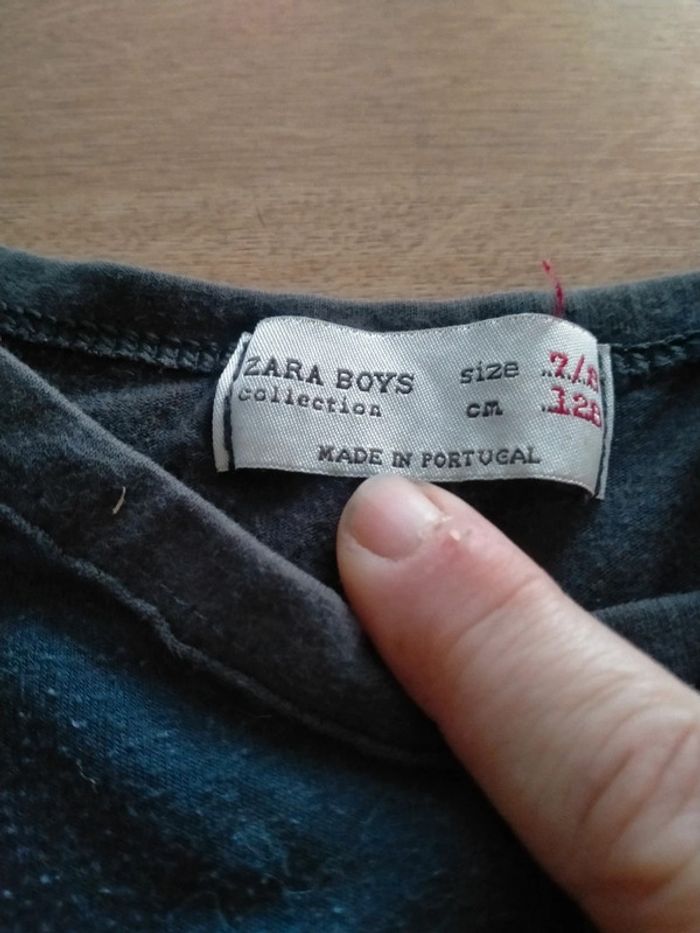 ZARA BOYS size 7/8
collection cm 128
MADE IN PORTUGAL